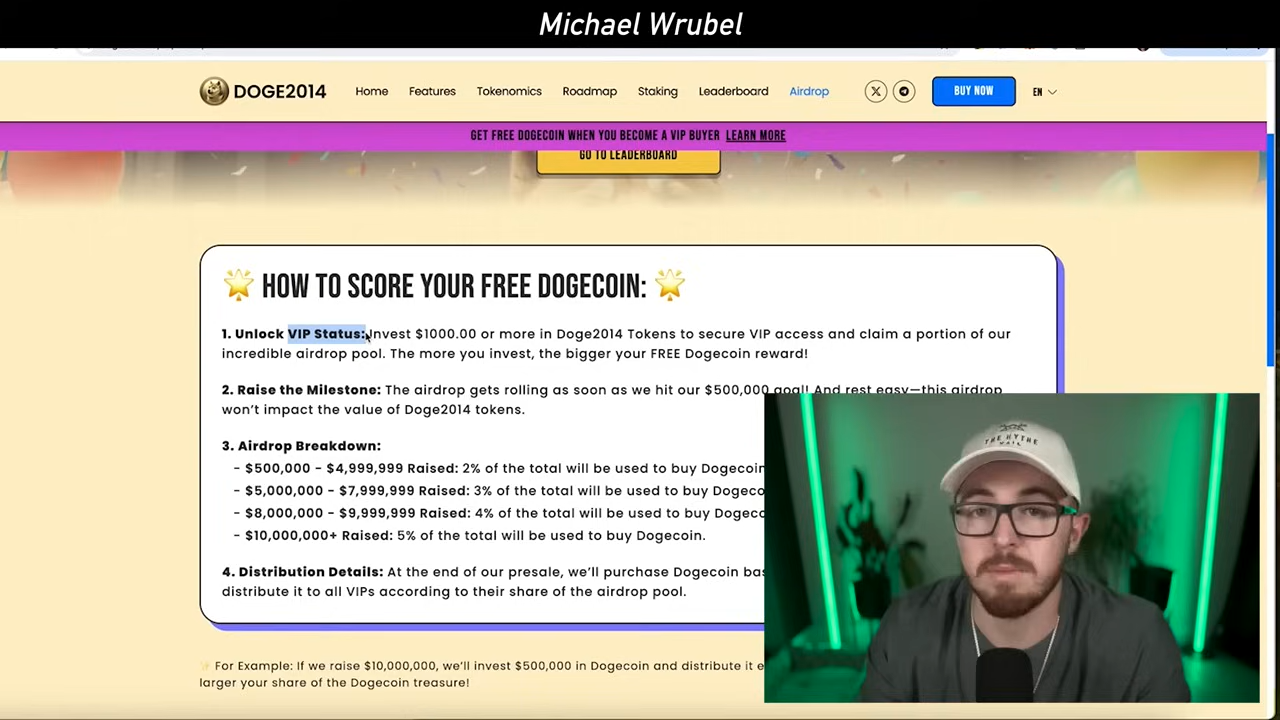 Michael Wrubel
DOGE2014 Home Features Tokenomics Roadmap Staking Leaderboard Airdrop BUY NOW EN
GET FREE DOGECOIN WHEN YOU BECOME A VIP BUYER LEARN MORE
GO TO LEADERBOARD
HOW TO SCORE YOUR FREE DOGECOIN:
1. Unlock VIP Status: Invest $1000.00 or more in Doge2014 Tokens to secure VIP access and claim a portion of our
incredible airdrop pool. The more you invest, the bigger your FREE Dogecoin reward!
2. Raise the Milestone: The airdrop gets rolling as soon as we hit our $500,000 goal! And rest easy—this airdrop
won't impact the value of Doge2014 tokens.
3. Airdrop Breakdown:
- $500,000 - $4,999,999 Raised: 2% of the total will be used to buy Dogecoin
- $5,000,000 - $7,999,999 Raised: 3% of the total will be used to buy Dogeco
- $8,000,000 - $9,999,999 Raised: 4% of the total will be used to buy Dogeco
- $10,000,000+ Raised: 5% of the total will be used to buy Dogecoin.
4. Distribution Details: At the end of our presale, we'll purchase Dogecoin bas
distribute it to all VIPs according to their share of the airdrop pool.
For Example: If we raise $10,000,000, we'll invest $500,000 in Dogecoin and distribute it e
larger your share of the Dogecoin treasure!
THE HYTHE